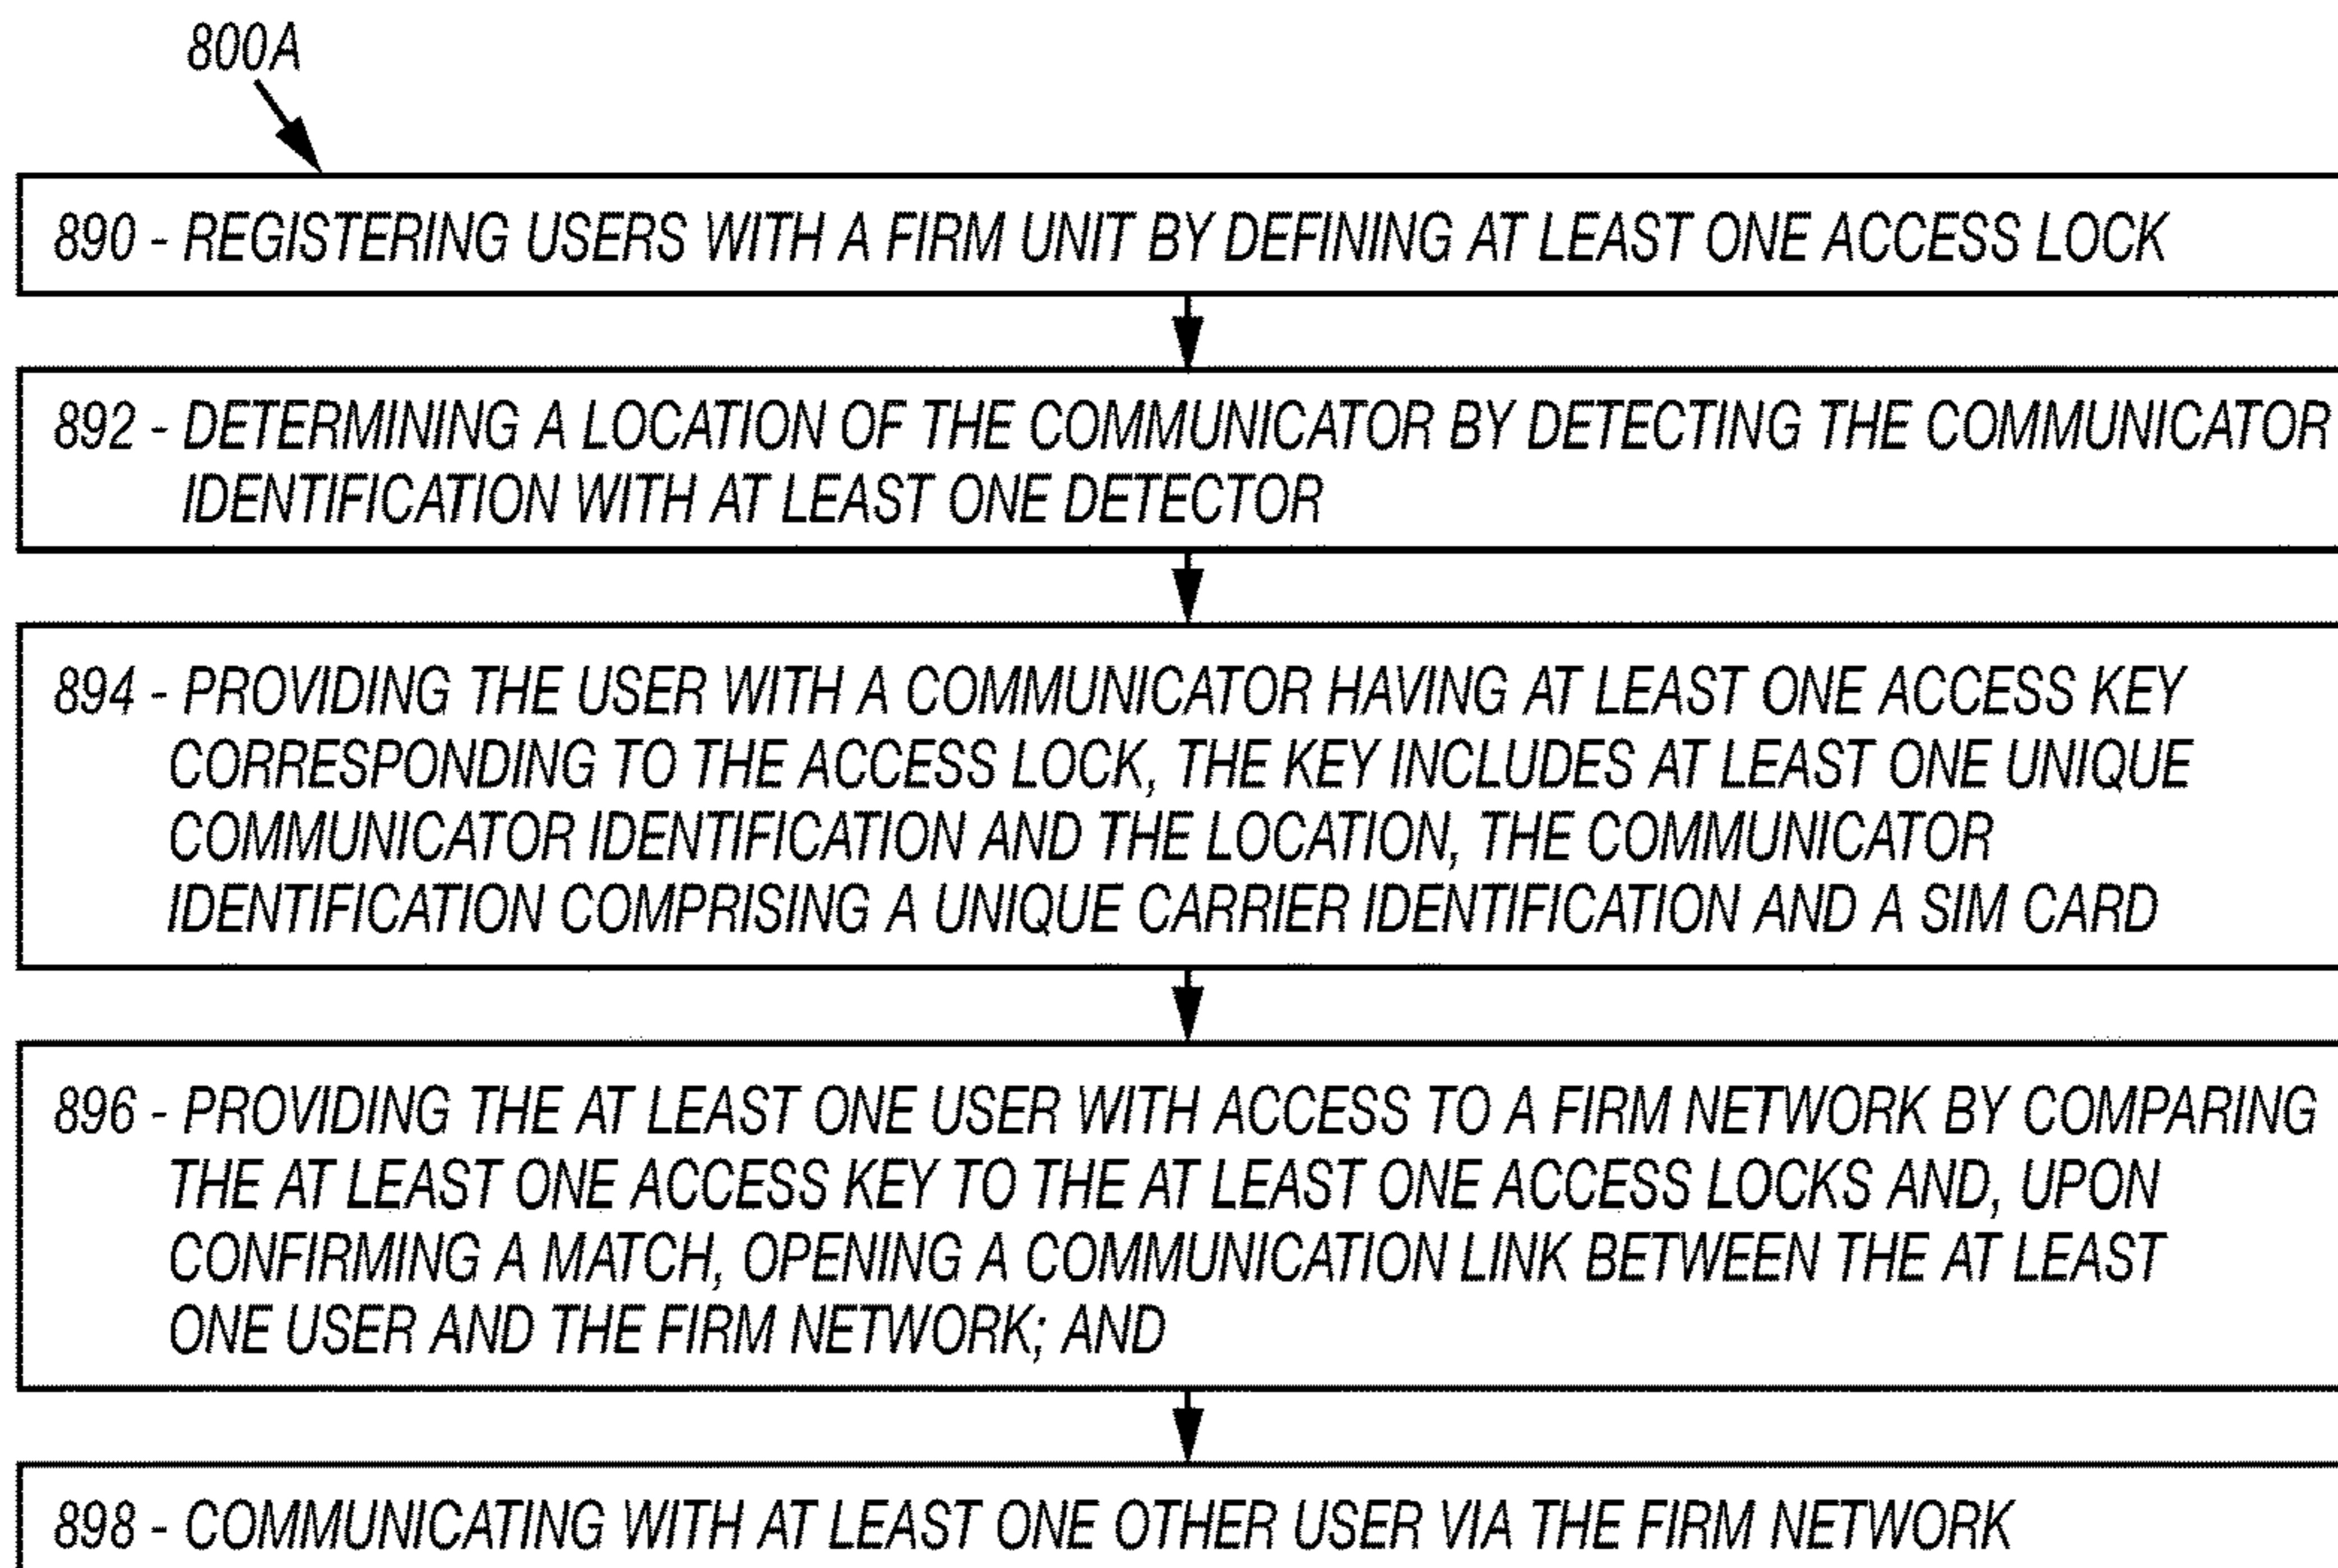 800A
890 - REGISTERING USERS WITH A FIRM UNIT BY DEFINING AT LEAST ONE ACCESS LOCK
892 - DETERMINING A LOCATION OF THE COMMUNICATOR BY DETECTING THE COMMUNICATOR
IDENTIFICATION WITH AT LEAST ONE DETECTOR
894 - PROVIDING THE USER WITH A COMMUNICATOR HAVING AT LEAST ONE ACCESS KEY
CORRESPONDING TO THE ACCESS LOCK, THE KEY INCLUDES AT LEAST ONE UNIQUE
COMMUNICATOR IDENTIFICATION AND THE LOCATION, THE COMMUNICATOR
IDENTIFICATION COMPRISING A UNIQUE CARRIER IDENTIFICATION AND A SIM CARD
896 - PROVIDING THE AT LEAST ONE USER WITH ACCESS TO A FIRM NETWORK BY COMPARING
THE AT LEAST ONE ACCESS KEY TO THE AT LEAST ONE ACCESS LOCKS AND, UPON
CONFIRMING A MATCH, OPENING A COMMUNICATION LINK BETWEEN THE AT LEAST
ONE USER AND THE FIRM NETWORK; AND
898 - COMMUNICATING WITH AT LEAST ONE OTHER USER VIA THE FIRM NETWORK